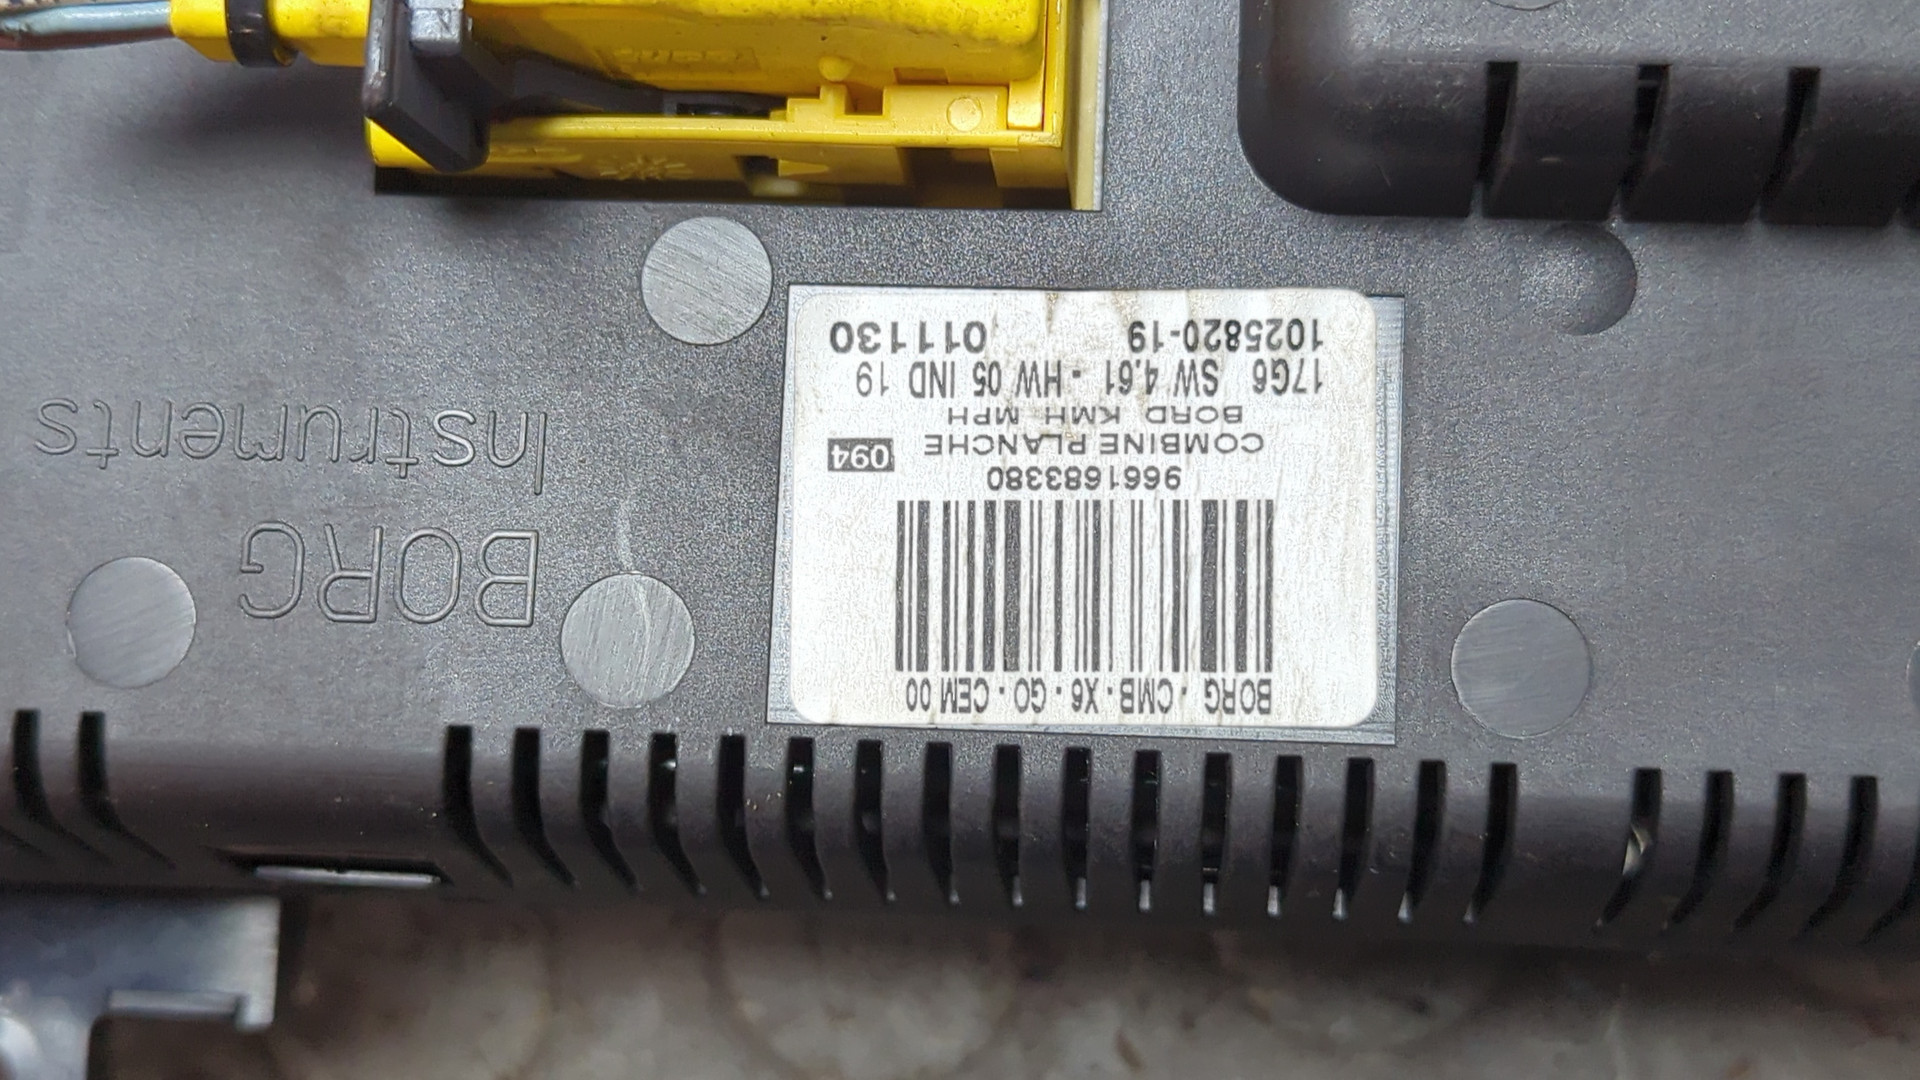 BORG - CMB - X6 - GO - CEM 00
9661683380
COMBINE PLANCHE
094
BORD KMH MPH
17G6 SW 4.61 - HW 05 IND 19
1025820-19 011130
BORG
Instruments